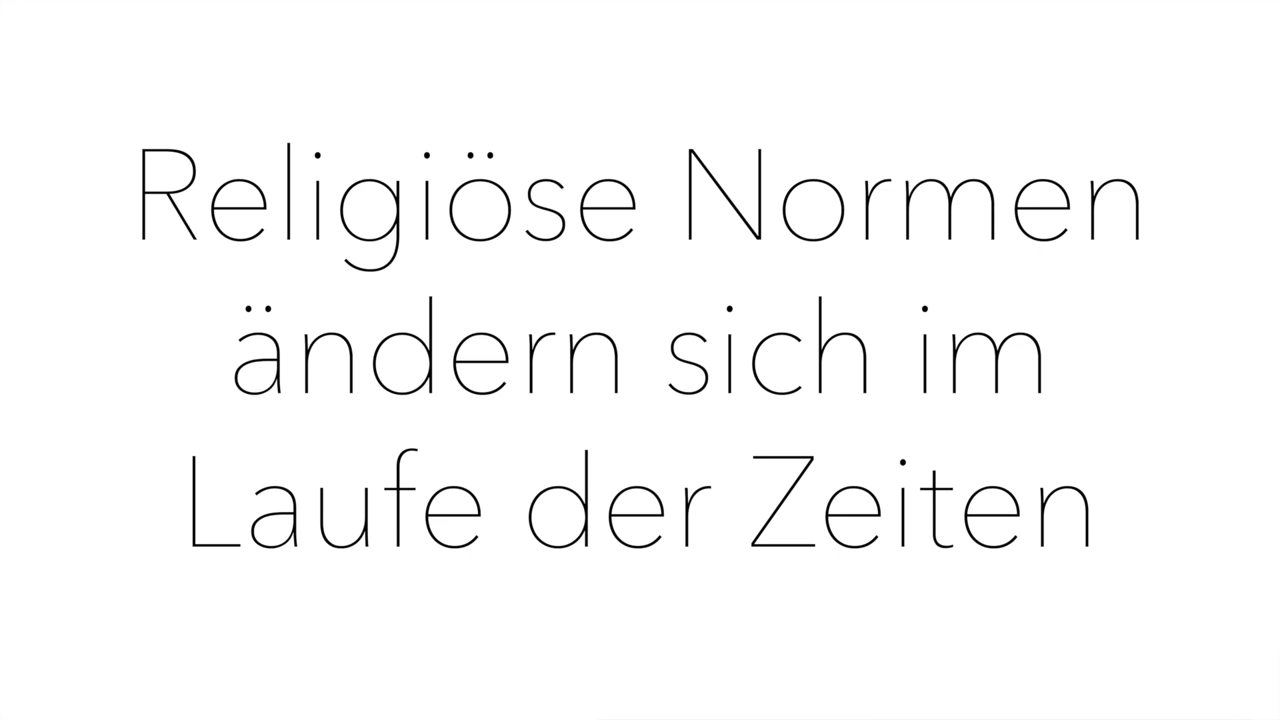 Religiöse Normen
ändern sich im
Laufe der Zeiten